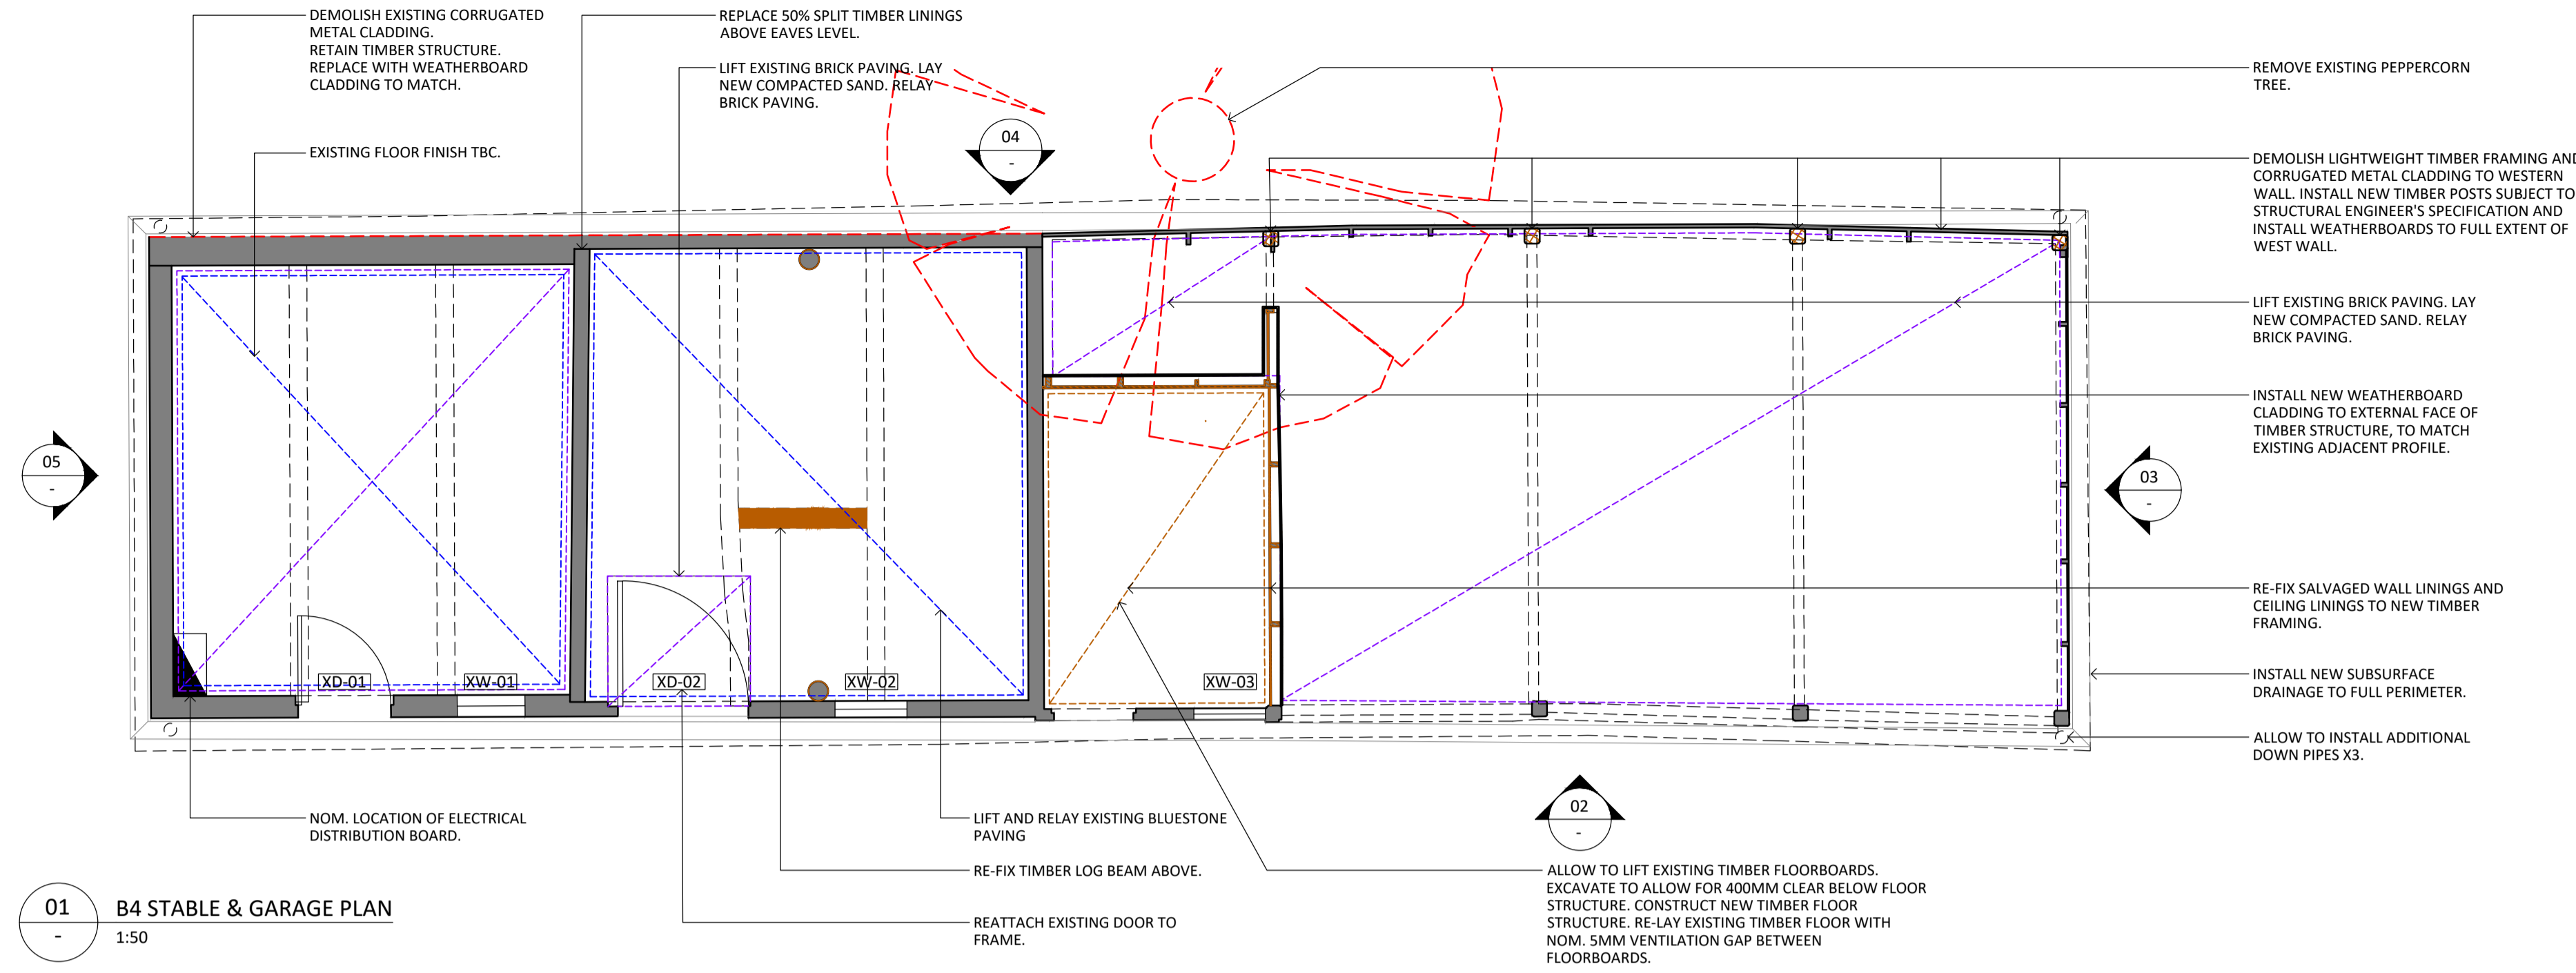 DEMOLISH EXISTING CORRUGATED
METAL CLADDING.
RETAIN TIMBER STRUCTURE.
REPLACE WITH WEATHERBOARD
CLADDING TO MATCH.
EXISTING FLOOR FINISH TBC.
REPLACE 50% SPLIT TIMBER LININGS
ABOVE EAVES LEVEL.
LIFT EXISTING BRICK PAVING. LAY
NEW COMPACTED SAND. RELAY
BRICK PAVING.
04
-
REMOVE EXISTING PEPPERCORN
TREE.
DEMOLISH LIGHTWEIGHT TIMBER FRAMING AND
CORRUGATED METAL CLADDING TO WESTERN
WALL. INSTALL NEW TIMBER POSTS SUBJECT TO
STRUCTURAL ENGINEER'S SPECIFICATION AND
INSTALL WEATHERBOARDS TO FULL EXTENT OF
WEST WALL.
LIFT EXISTING BRICK PAVING. LAY
NEW COMPACTED SAND. RELAY
BRICK PAVING.
INSTALL NEW WEATHERBOARD
CLADDING TO EXTERNAL FACE OF
TIMBER STRUCTURE, TO MATCH
EXISTING ADJACENT PROFILE.
05
-
03
-
RE-FIX SALVAGED WALL LININGS AND
CEILING LININGS TO NEW TIMBER
FRAMING.
INSTALL NEW SUBSURFACE
DRAINAGE TO FULL PERIMETER.
ALLOW TO INSTALL ADDITIONAL
DOWN PIPES X3.
XD-01
XW-01
XD-02
XW-02
XW-03
NOM. LOCATION OF ELECTRICAL
DISTRIBUTION BOARD.
LIFT AND RELAY EXISTING BLUESTONE
PAVING
RE-FIX TIMBER LOG BEAM ABOVE.
REATTACH EXISTING DOOR TO
FRAME.
02
-
ALLOW TO LIFT EXISTING TIMBER FLOORBOARDS.
EXCAVATE TO ALLOW FOR 400MM CLEAR BELOW FLOOR
STRUCTURE. CONSTRUCT NEW TIMBER FLOOR
STRUCTURE. RE-LAY EXISTING TIMBER FLOOR WITH
NOM. 5MM VENTILATION GAP BETWEEN
FLOORBOARDS.
01
-
B4 STABLE & GARAGE PLAN
1:50